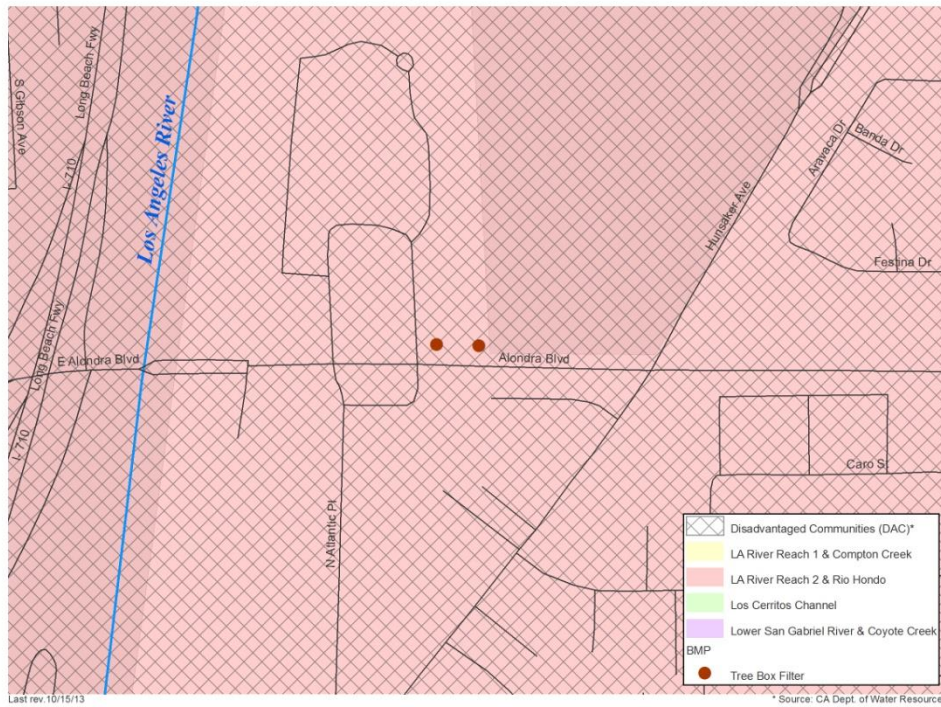 S Gibson Ave
Long Beach Fwy
I- 710
Los Angeles River
Hunsaker Ave
Aravaca Dr
Banda Dr
Festina Dr
Long Beach Fwy
E Alondra Blvd
Alondra Blvd
I- 710
N Atlantic Pl
Caro St
Disadvantaged Communities (DAC)*
LA River Reach 1 & Compton Creek
LA River Reach 2 & Rio Hondo
Los Cerritos Channel
Lower San Gabriel River & Coyote Creek
BMP
Tree Box Filter
Last rev.10/15/13
* Source: CA Dept. of Water Resource